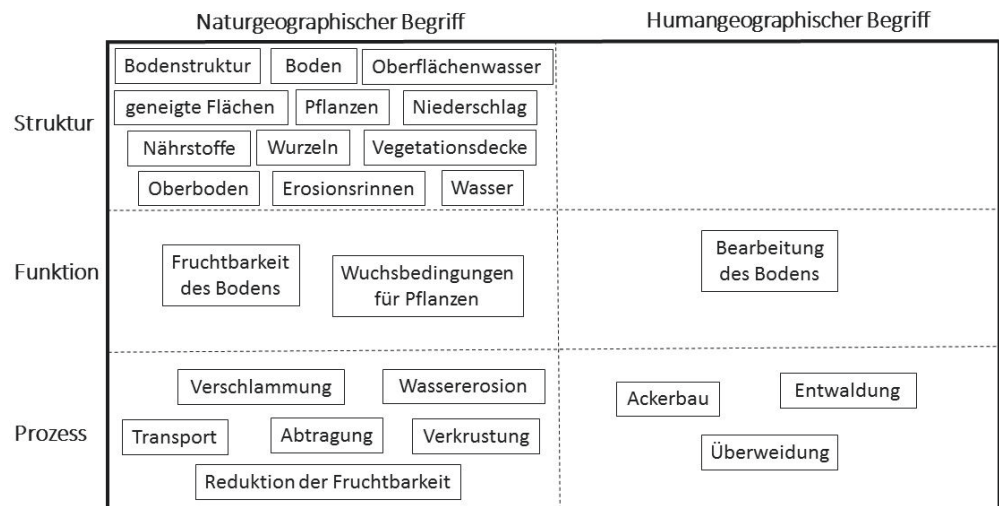 Naturgeographischer Begriff
Humangeographischer Begriff
Struktur
Bodenstruktur
Boden
Oberflächenwasser
geneigte Flächen
Pflanzen
Niederschlag
Nährstoffe
Wurzeln
Vegetationsdecke
Oberboden
Erosionsrinnen
Wasser
Funktion
Fruchtbarkeit
des Bodens
Wuchsbedingungen
für Pflanzen
Bearbeitung
des Bodens
Prozess
Verschlammung
Wassererosion
Transport
Abtragung
Verkrustung
Reduktion der Fruchtbarkeit
Ackerbau
Entwaldung
Überweidung